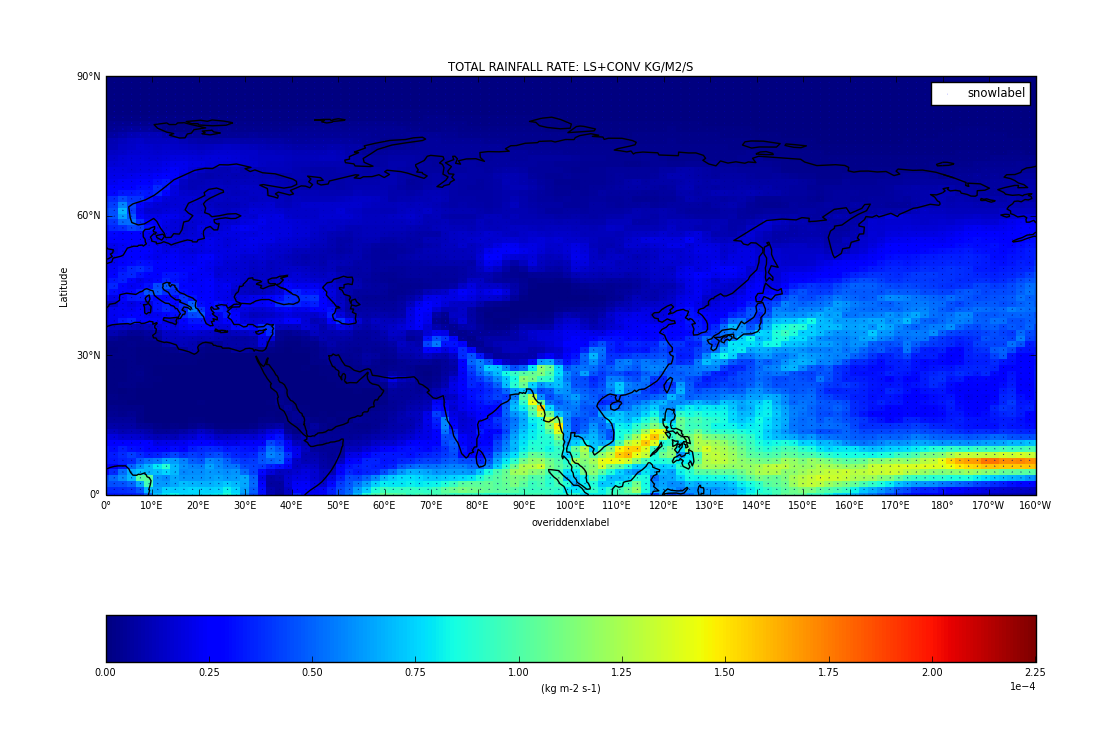 TOTAL RAINFALL RATE: LS+CONV KG/M2/S
90°N
snowlabel
60°N
Latitude
30°N
0°
0° 10°E 20°E 30°E 40°E 50°E 60°E 70°E 80°E 90°E 100°E 110°E 120°E 130°E 140°E 150°E 160°E 170°E 180° 170°W 160°W
overiddenxlabel
0.00 0.25 0.50 0.75 1.00 1.25 1.50 1.75 2.00 2.25
(kg m-2 s-1)
1e−4